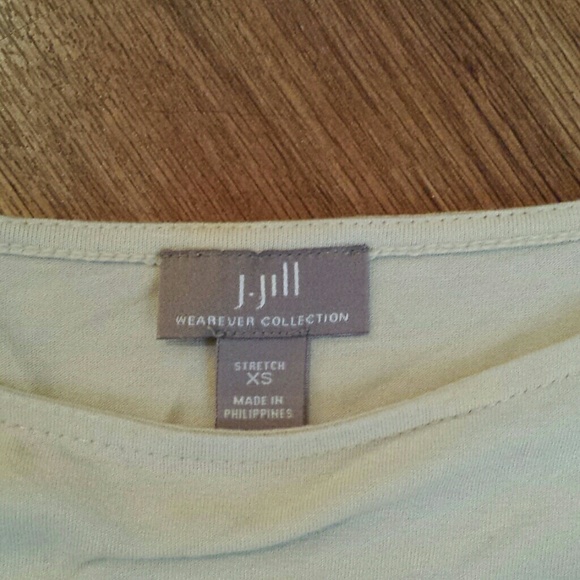 J.Jill
WEAREVER COLLECTION
STRETCH
XS
MADE IN
PHILIPPINES